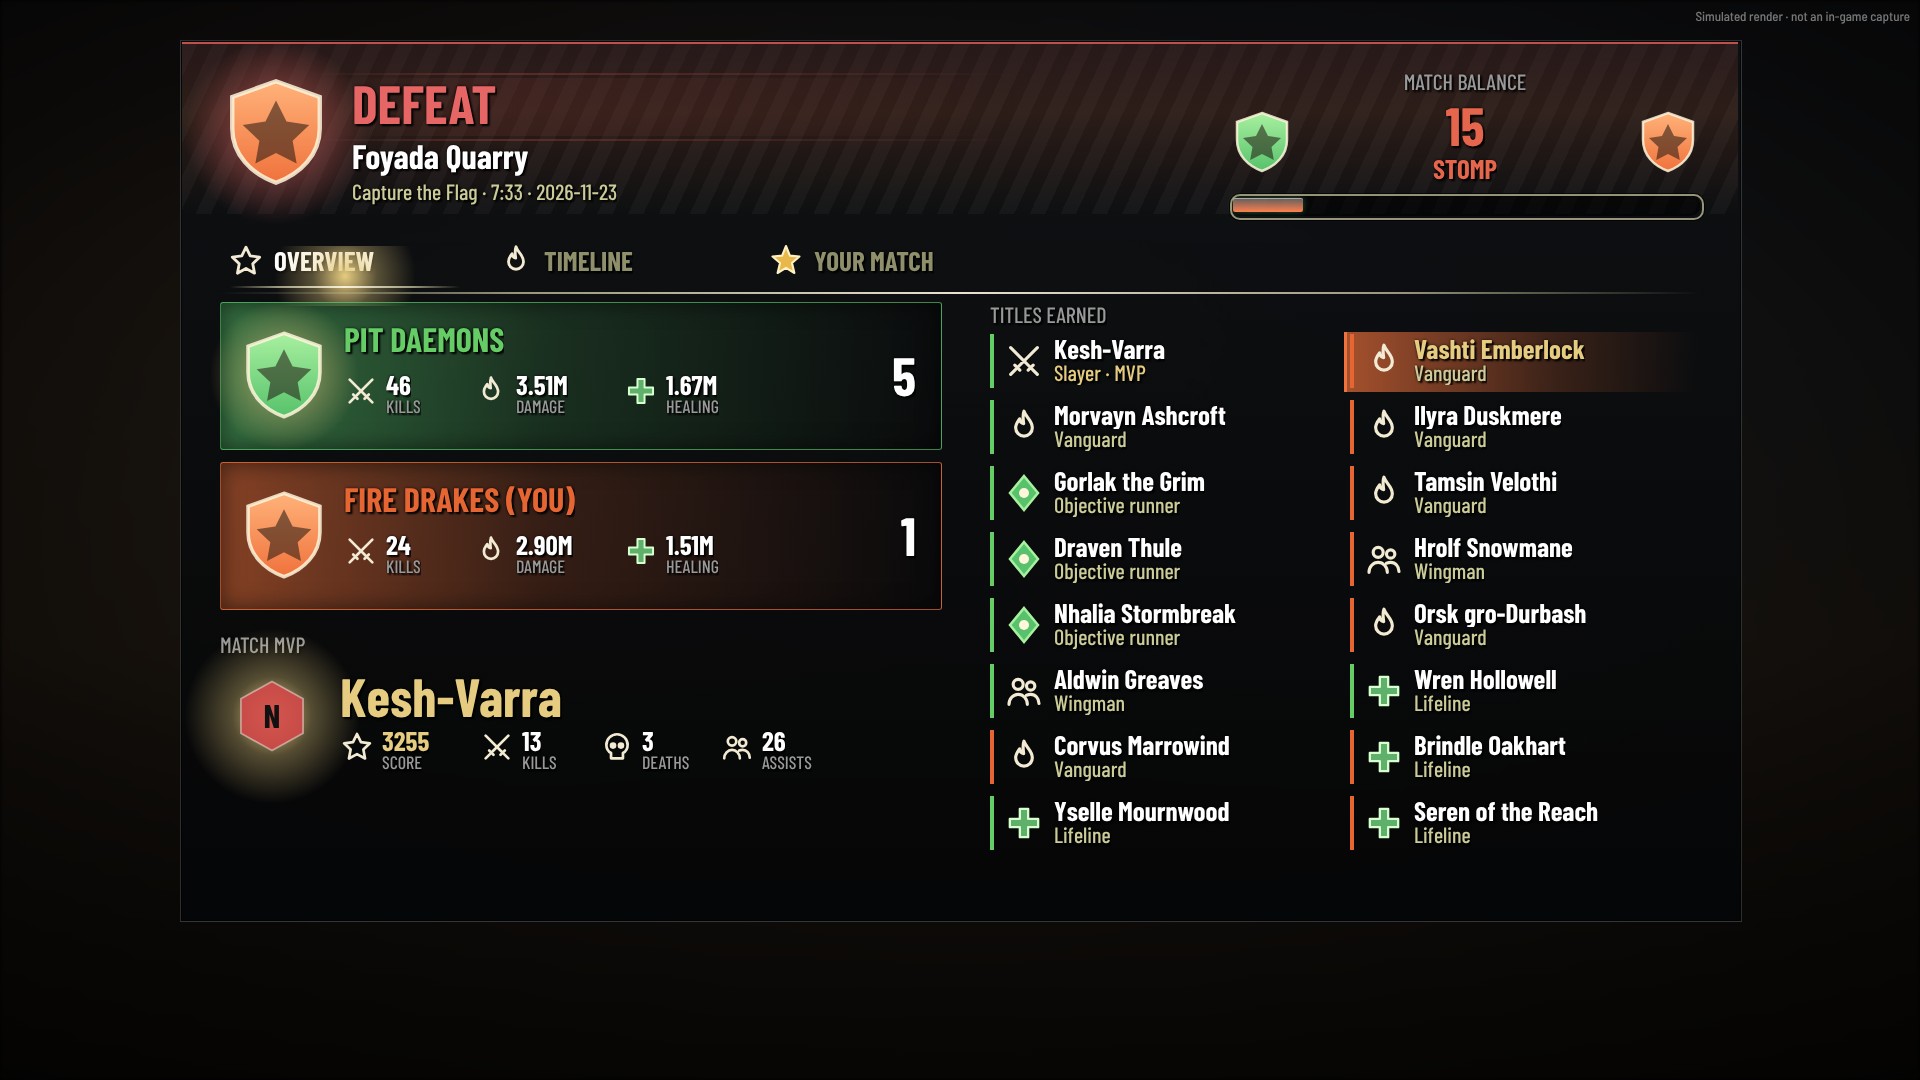 Simulated render · not an in-game capture
DEFEAT
Foyada Quarry
Capture the Flag · 7:33 · 2026-11-23
MATCH BALANCE
15
STOMP
OVERVIEW
TIMELINE
YOUR MATCH
PIT DAEMONS
46
KILLS
3.51M
DAMAGE
1.67M
HEALING
5
FIRE DRAKES (YOU)
24
KILLS
2.90M
DAMAGE
1.51M
HEALING
1
MATCH MVP
N
Kesh-Varra
3255
SCORE
13
KILLS
3
DEATHS
26
ASSISTS
TITLES EARNED
Kesh-Varra
Slayer · MVP
Morvayn Ashcroft
Vanguard
Gorlak the Grim
Objective runner
Draven Thule
Objective runner
Nhalia Stormbreak
Objective runner
Aldwin Greaves
Wingman
Corvus Marrowind
Vanguard
Yselle Mournwood
Lifeline
Vashti Emberlock
Vanguard
Ilyra Duskmere
Vanguard
Tamsin Velothi
Vanguard
Hrolf Snowmane
Wingman
Orsk gro-Durbash
Vanguard
Wren Hollowell
Lifeline
Brindle Oakhart
Lifeline
Seren of the Reach
Lifeline